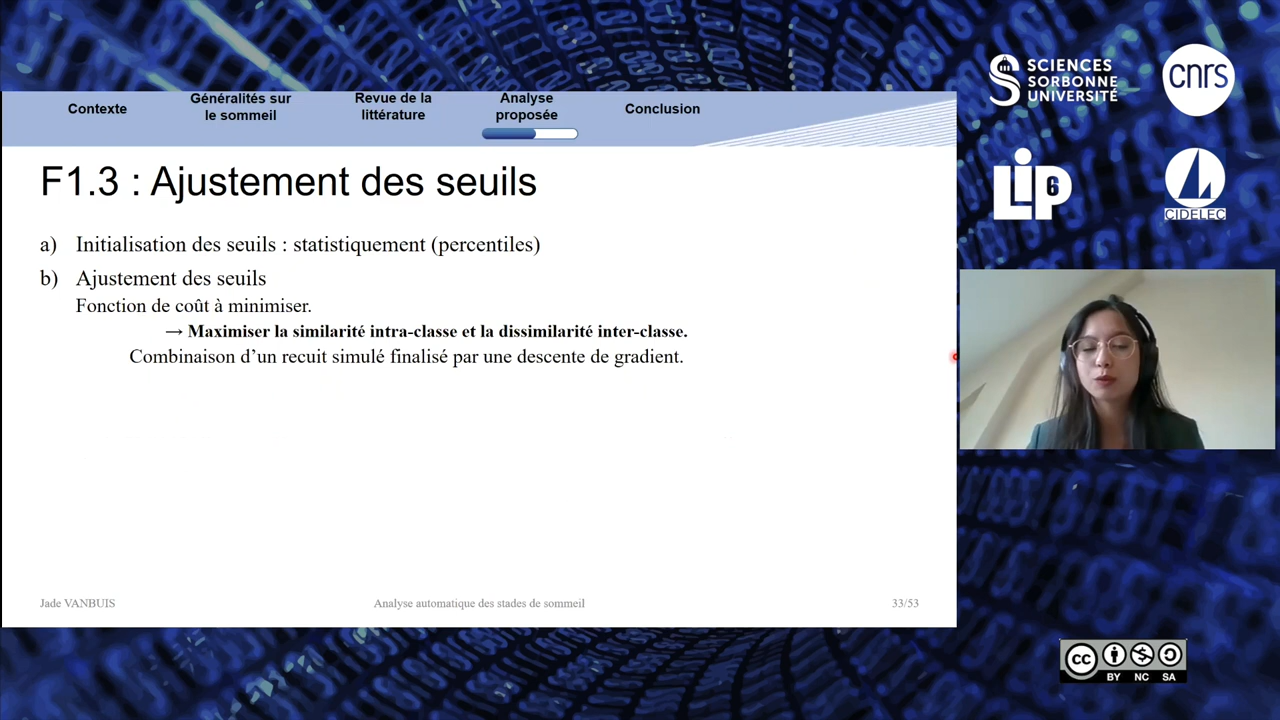 Contexte
Généralités sur
le sommeil
Revue de la
littérature
Analyse
proposée
Conclusion
F1.3 : Ajustement des seuils
a) Initialisation des seuils : statistiquement (percentiles)
b) Ajustement des seuils
Fonction de coût à minimiser.
→ Maximiser la similarité intra-classe et la dissimilarité inter-classe.
Combinaison d’un recuit simulé finalisé par une descente de gradient.
Jade VANBUIS
Analyse automatique des stades de sommeil
33/53
SCIENCES
SORBONNE
UNIVERSITÉ
cnrs
LIP6
CIDELEC
cc
BY NC SA